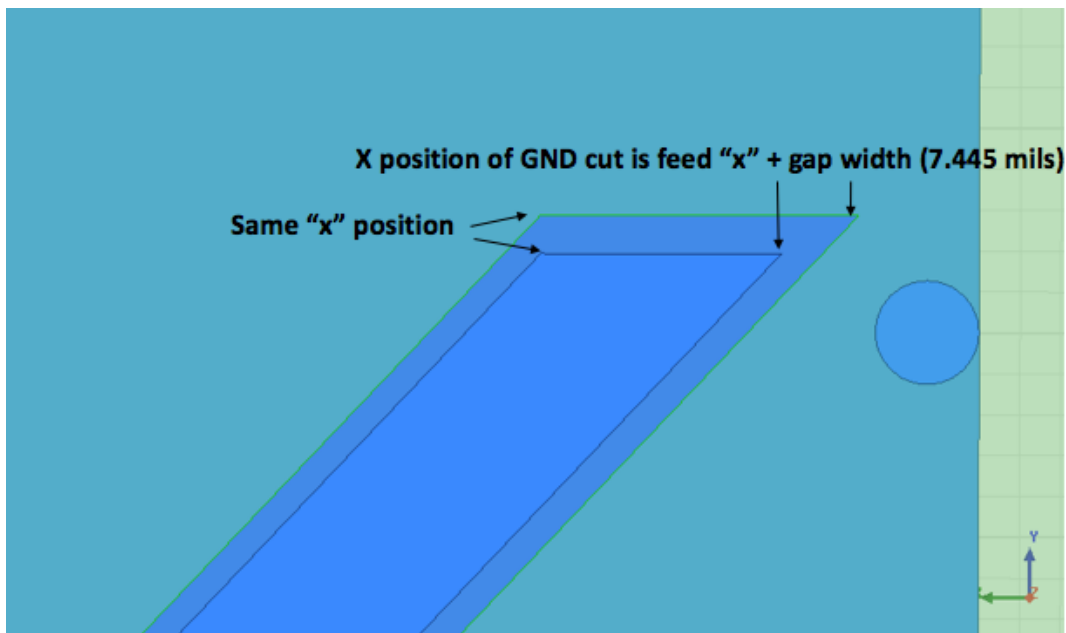 X position of GND cut is feed “x” + gap width (7.445 mils)
Same “x” position
Y
Z